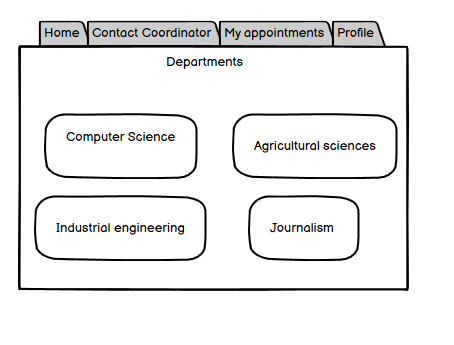 Home Contact Coordinator My appointments Profile
Departments
Computer Science
Agricultural sciences
Industrial engineering
Journalism